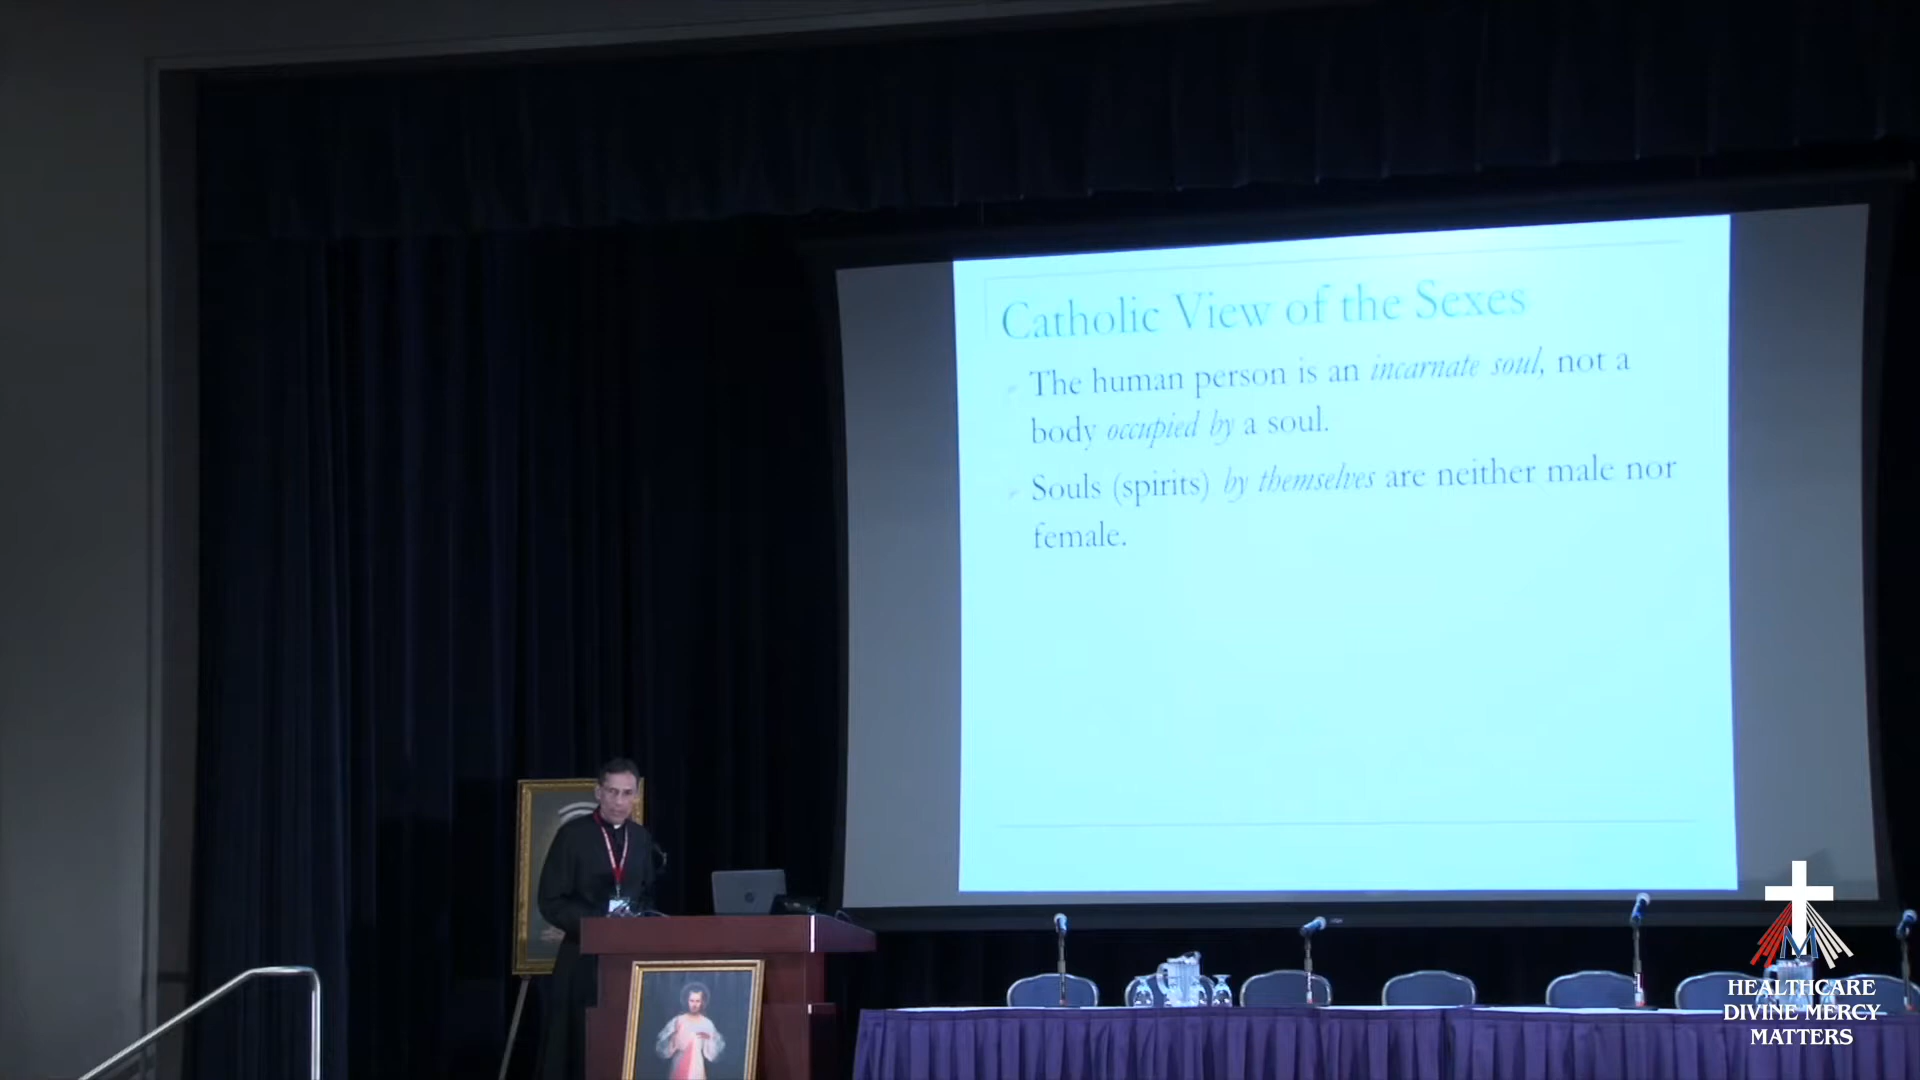 Catholic View of the Sexes
The human person is an incarnate soul, not a
body occupied by a soul.
Souls (spirits) by themselves are neither male nor
female.
M
HEALTHCARE
DIVINE MERCY
MATTERS